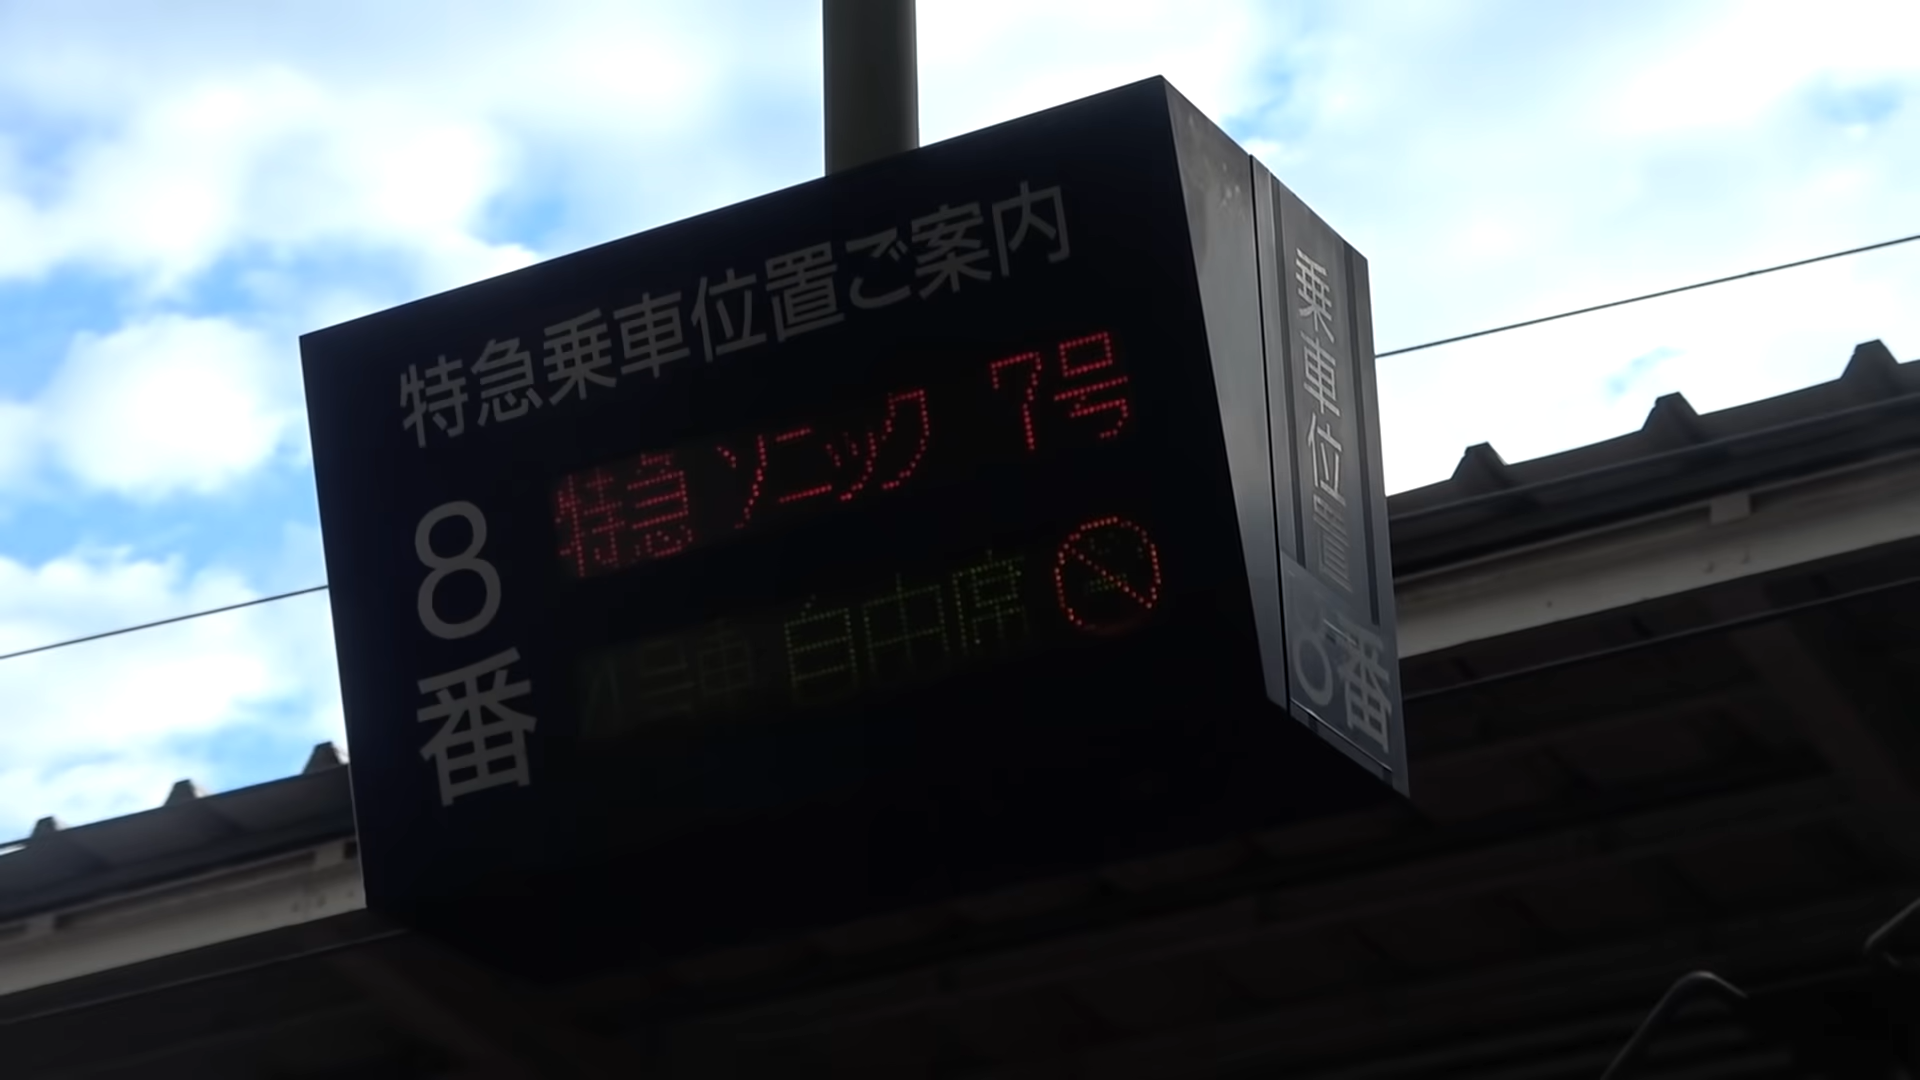 特急乗車位置ご案内
8番
特急 ソニック 7号
自由席
乗車位置
番